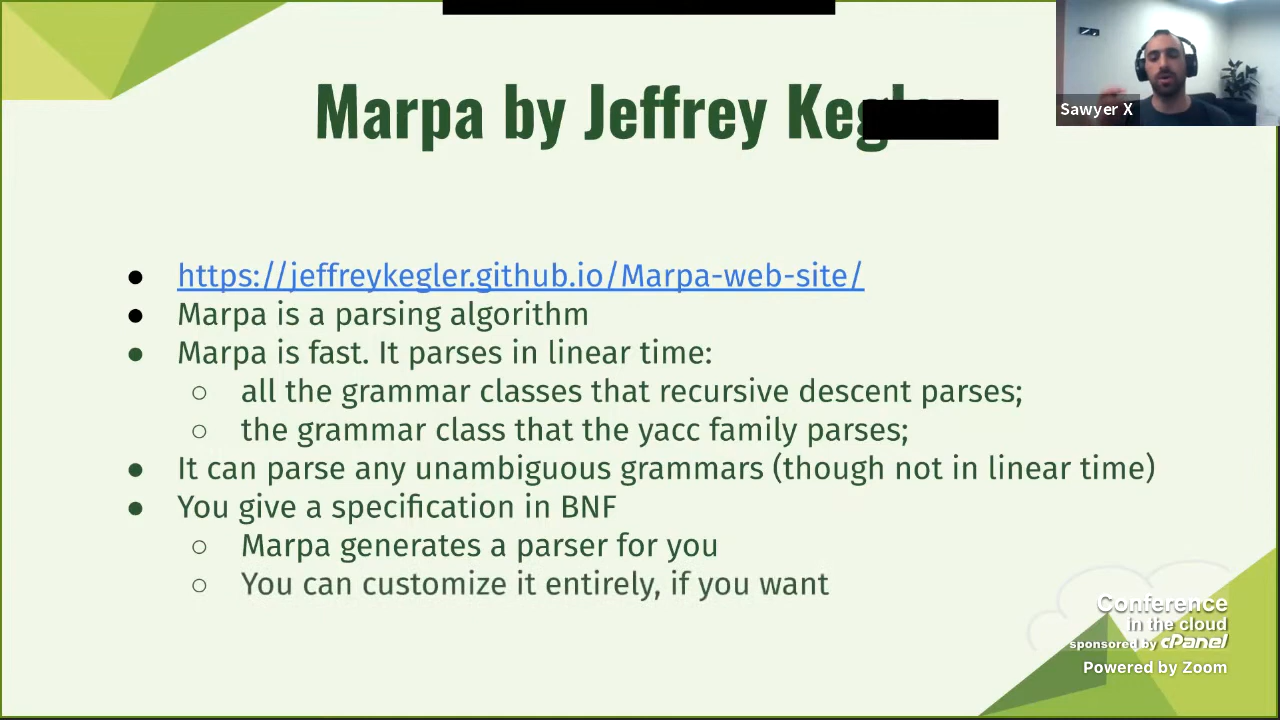 Marpa by Jeffrey
Sawyer X
https://jeffreykegler.github.io/Marpa-web-site/
Marpa is a parsing algorithm
Marpa is fast. It parses in linear time:
all the grammar classes that recursive descent parses;
the grammar class that the yacc family parses;
It can parse any unambiguous grammars (though not in linear time)
You give a specification in BNF
Marpa generates a parser for you
You can customize it entirely, if you want
Conference
in the cloud
sponsored by cPanel
Powered by Zoom